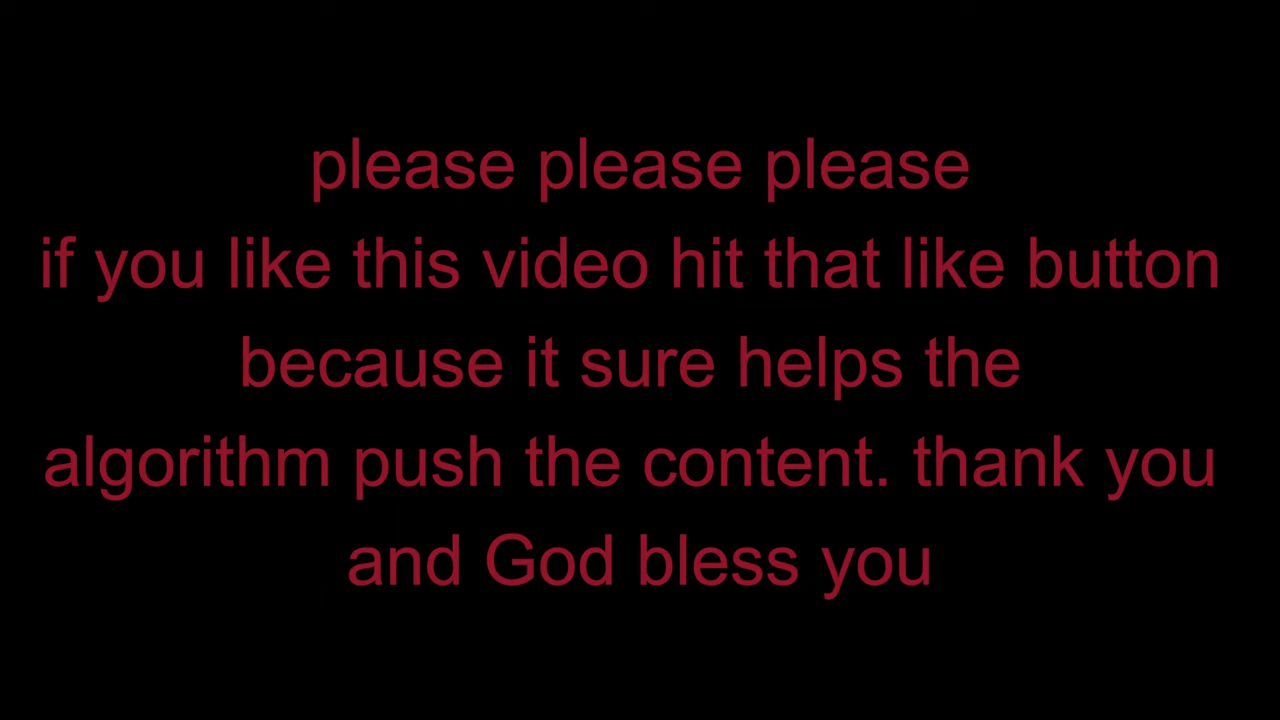 please please please
if you like this video hit that like button
because it sure helps the
algorithm push the content. thank you
and God bless you